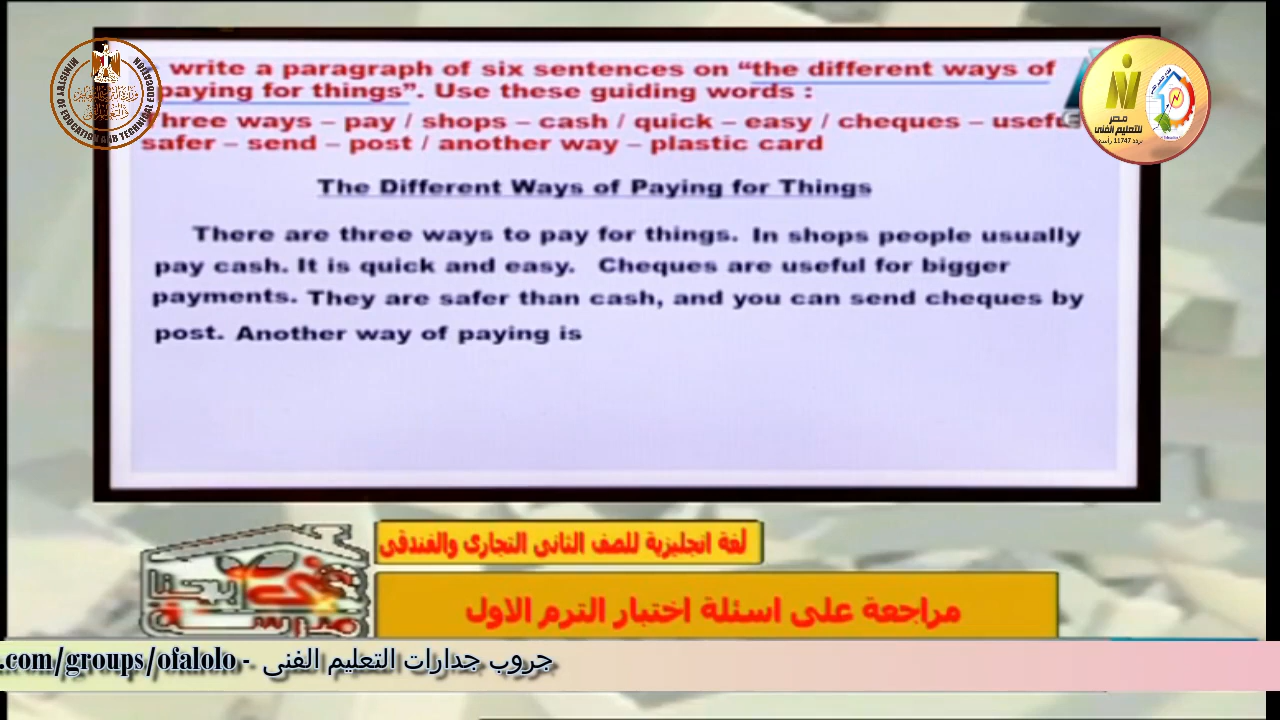 write a paragraph of six sentences on “the different ways of
paying for things”. Use these guiding words :
three ways – pay / shops – cash / quick – easy / cheques –
safer – send – post / another way – plastic card
The Different Ways of Paying for Things
There are three ways to pay for things. In shops people usually
pay cash. It is quick and easy. Cheques are useful for bigger
payments. They are safer than cash, and you can send cheques by
post. Another way of paying is
مصر
للتعليم الفنى
لغة انجليزية للصف الثانى التجارى والفندقى
مراجعة على اسئلة اختبار الترم الاول
.com/groups/ofalolo - جروب جدارات التعليم الفنى